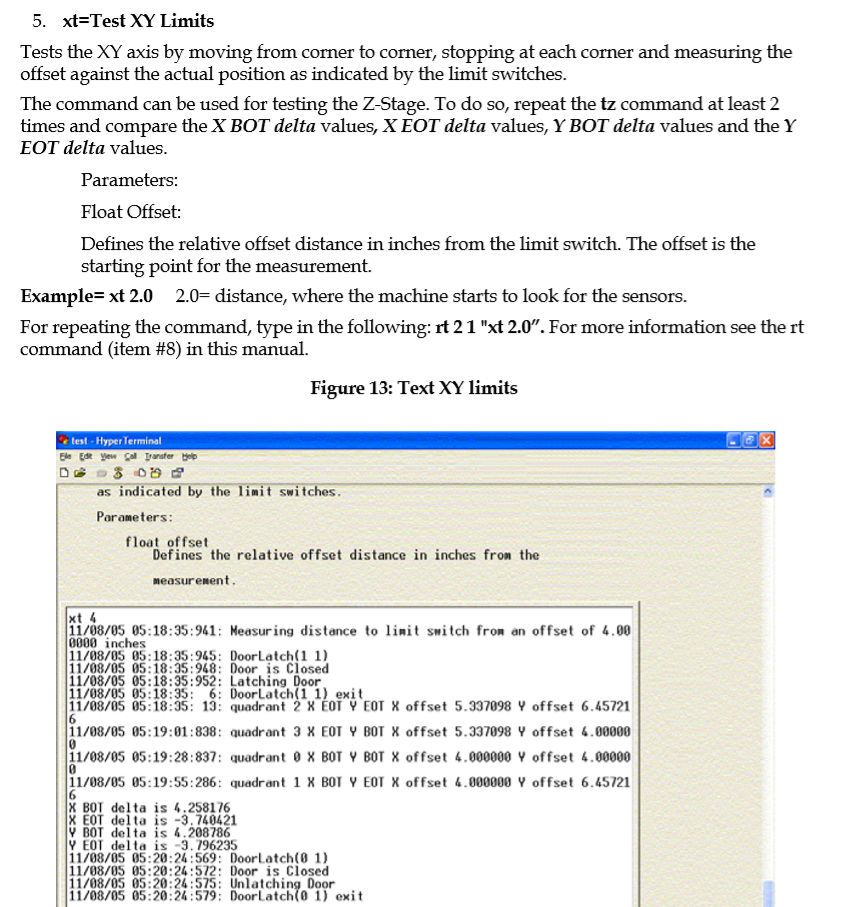 5. xt=Test XY Limits
Tests the XY axis by moving from corner to corner, stopping at each corner and measuring the
offset against the actual position as indicated by the limit switches.
The command can be used for testing the Z-Stage. To do so, repeat the tz command at least 2
times and compare the X BOT delta values, X EOT delta values, Y BOT delta values and the Y
EOT delta values.
Parameters:
Float Offset:
Defines the relative offset distance in inches from the limit switch. The offset is the
starting point for the measurement.
Example= xt 2.0 2.0= distance, where the machine starts to look for the sensors.
For repeating the command, type in the following: rt 2 1 "xt 2.0". For more information see the rt
command (item #8) in this manual.
Figure 13: Text XY limits
test - HyperTerminal
File Edit View Call Transfer Help
as indicated by the limit switches.
Parameters:
float offset
Defines the relative offset distance in inches from the
measurement.
xt 4
11/08/05 05:18:35:941: Measuring distance to limit switch from an offset of 4.00
0000 inches
11/08/05 05:18:35:945: DoorLatch(1 1)
11/08/05 05:18:35:948: Door is Closed
11/08/05 05:18:35:952: Latching Door
11/08/05 05:18:35:  6: DoorLatch(1 1) exit
11/08/05 05:18:35: 13: quadrant 2 X EOT Y EOT X offset 5.337098 Y offset 6.45721
6
11/08/05 05:19:01:838: quadrant 3 X EOT Y BOT X offset 5.337098 Y offset 4.00000
0
11/08/05 05:19:28:837: quadrant 0 X BOT Y BOT X offset 4.000000 Y offset 4.00000
0
11/08/05 05:19:55:286: quadrant 1 X BOT Y EOT X offset 4.000000 Y offset 6.45721
6
X BOT delta is 4.258176
X EOT delta is -3.740421
Y BOT delta is 4.208786
Y EOT delta is -3.796235
11/08/05 05:20:24:569: DoorLatch(0 1)
11/08/05 05:20:24:572: Door is Closed
11/08/05 05:20:24:575: Unlatching Door
11/08/05 05:20:24:579: DoorLatch(0 1) exit